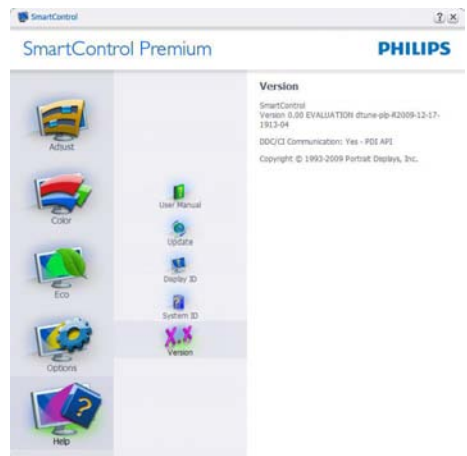 SmartControl
? x
SmartControl Premium
PHILIPS
Adjust
Color
Eco
Options
Help
User Manual
Update
Display ID
System ID
X.X
Version
Version
SmartControl
Version 0.00 EVALUATION dtune-plp-R2009-12-17-
1913-04
DDC/CI Communication: Yes - PDI API
Copyright © 1993-2009 Portrait Displays, Inc.